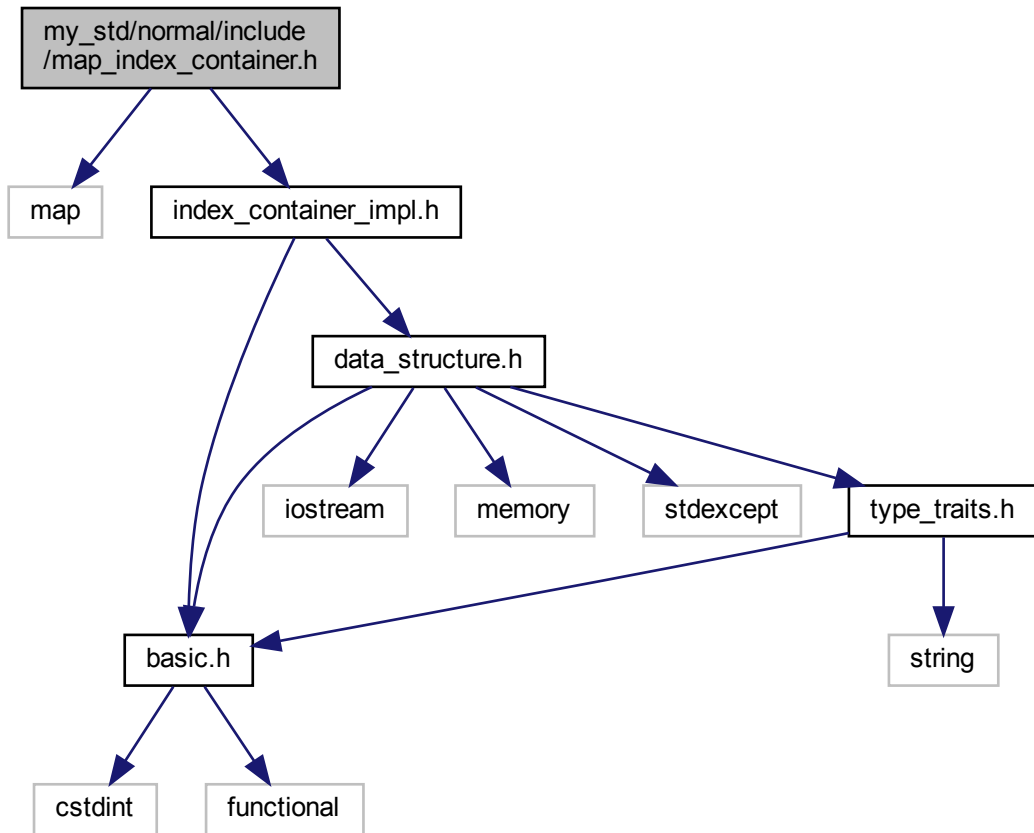 my_std/normal/include
/map_index_container.h
map
index_container_impl.h
data_structure.h
iostream
memory
stdexcept
type_traits.h
basic.h
string
cstdint
functional